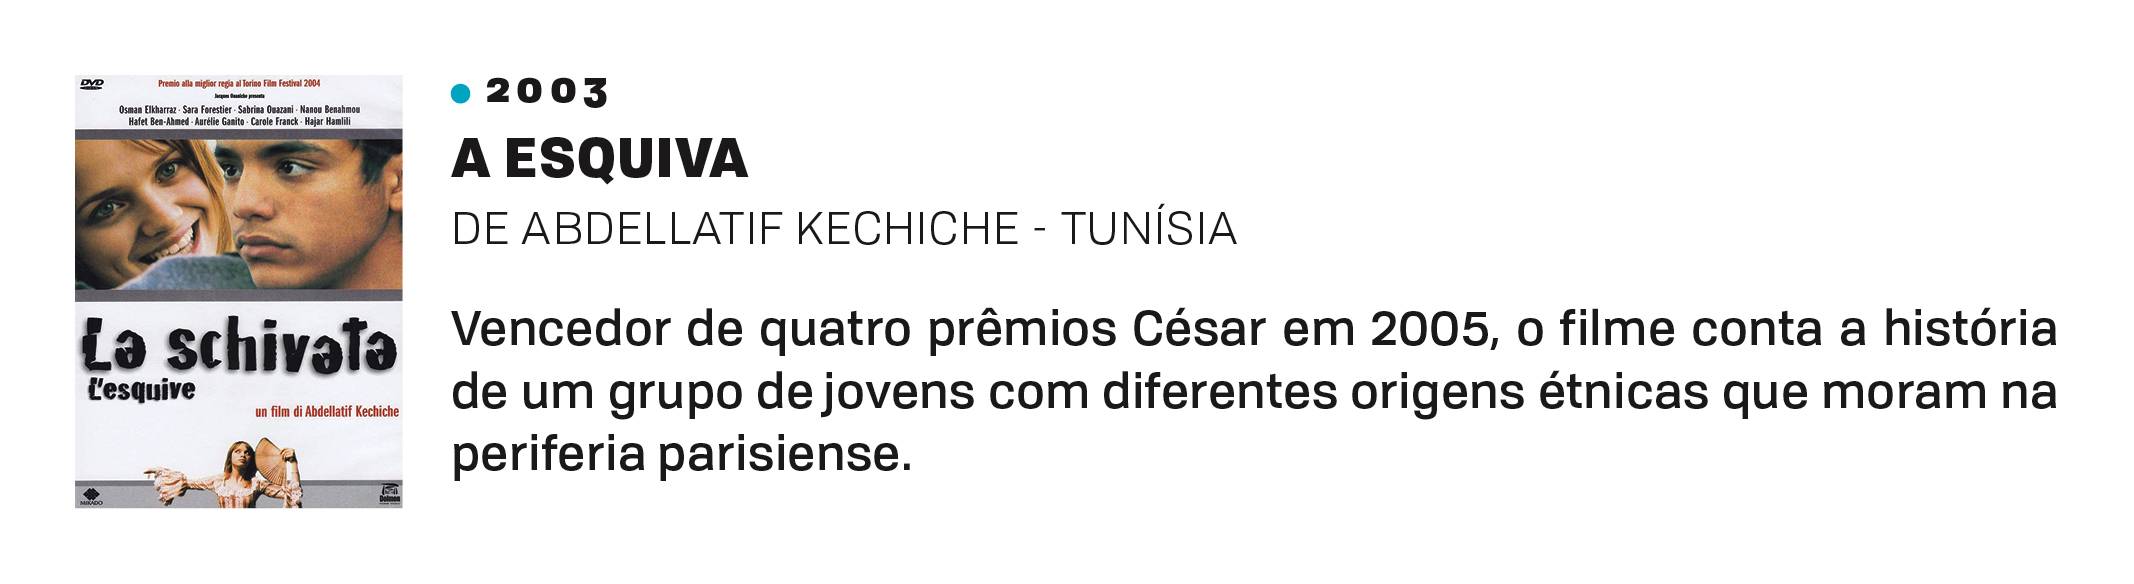 DVD
Premio alla miglior regia al Torino Film Festival 2004
Jacques Ouaniche presenta
Osman Elkharraz · Sara Forestier · Sabrina Ouazani · Nanou Benahmou
Hafet Ben-Ahmed · Aurélie Ganito · Carole Franck · Hajar Hamlili
La schivata
L'esquive
un film di Abdellatif Kechiche
MIKADO
Dolmen
2003
A ESQUIVA
DE ABDELLATIF KECHICHE - TUNÍSIA
Vencedor de quatro prêmios César em 2005, o filme conta a história
de um grupo de jovens com diferentes origens étnicas que moram na
periferia parisiense.